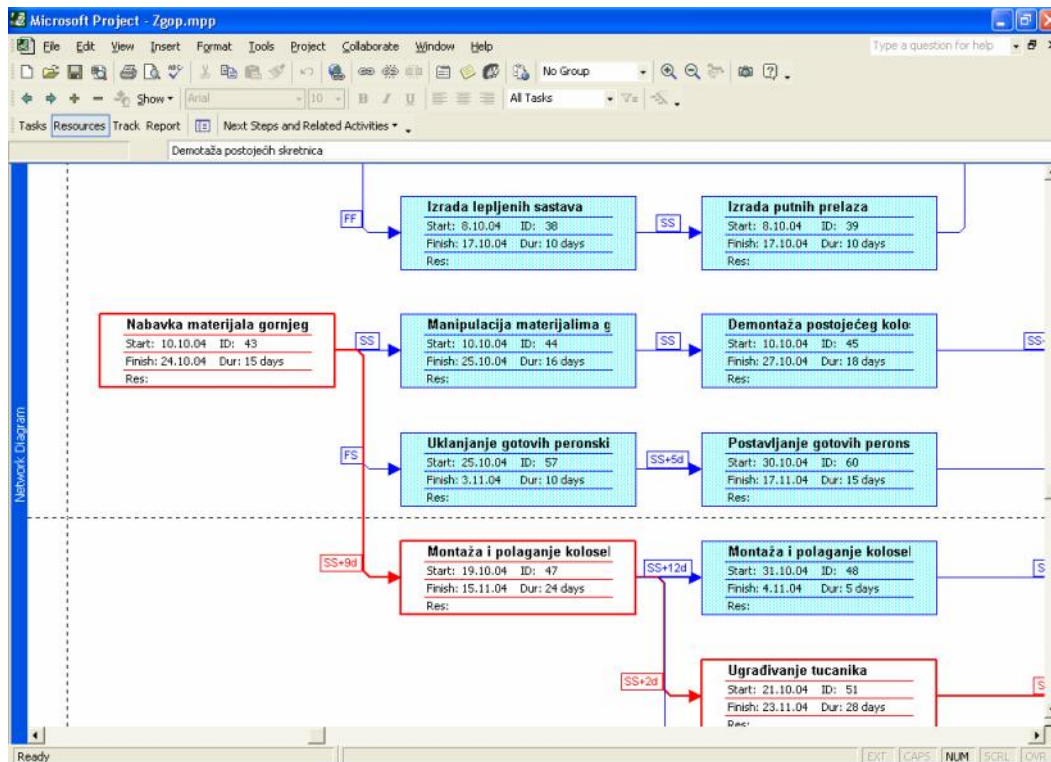 Microsoft Project - Zgop.mpp
File Edit View Insert Format Tools Project Collaborate Window Help
Type a question for help
No Group
Show
Arial
10
B I U
All Tasks
Tasks Resources Track Report Next Steps and Related Activities
Demotaža postojećih skretnica
Network Diagram
FF
Izrada lepljenih sastava
Start: 8.10.04 ID: 38
Finish: 17.10.04 Dur: 10 days
Res:
SS
Izrada putnih prelaza
Start: 8.10.04 ID: 39
Finish: 17.10.04 Dur: 10 days
Res:
Nabavka materijala gornjeg
Start: 10.10.04 ID: 43
Finish: 24.10.04 Dur: 15 days
Res:
SS
Manipulacija materijalima g
Start: 10.10.04 ID: 44
Finish: 25.10.04 Dur: 16 days
Res:
SS
Demontaža postojećeg kolo
Start: 10.10.04 ID: 45
Finish: 27.10.04 Dur: 18 days
Res:
SS
FS
Uklanjanje gotovih peronski
Start: 25.10.04 ID: 57
Finish: 3.11.04 Dur: 10 days
Res:
SS+5d
Postavljanje gotovih perons
Start: 30.10.04 ID: 60
Finish: 17.11.04 Dur: 15 days
Res:
SS+9d
Montaža i polaganje kolosel
Start: 19.10.04 ID: 47
Finish: 15.11.04 Dur: 24 days
Res:
SS+12d
Montaža i polaganje kolosel
Start: 31.10.04 ID: 48
Finish: 4.11.04 Dur: 5 days
Res:
S
SS+2d
Ugrađivanje tucanika
Start: 21.10.04 ID: 51
Finish: 23.11.04 Dur: 28 days
Res:
S
Ready
EXT CAPS NUM SCRL OVR